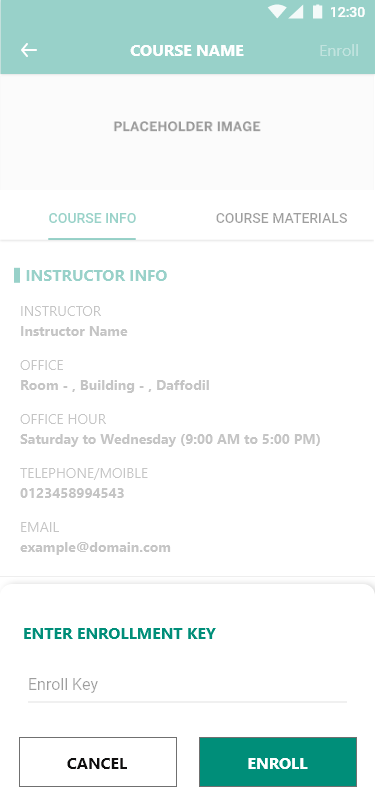 12:30
COURSE NAME
Enroll
PLACEHOLDER IMAGE
COURSE INFO
COURSE MATERIALS
INSTRUCTOR INFO
INSTRUCTOR
Instructor Name
OFFICE
Room - , Building - , Daffodil
OFFICE HOUR
Saturday to Wednesday (9:00 AM to 5:00 PM)
TELEPHONE/MOIBLE
0123458994543
EMAIL
example@domain.com
ENTER ENROLLMENT KEY
Enroll Key
CANCEL
ENROLL